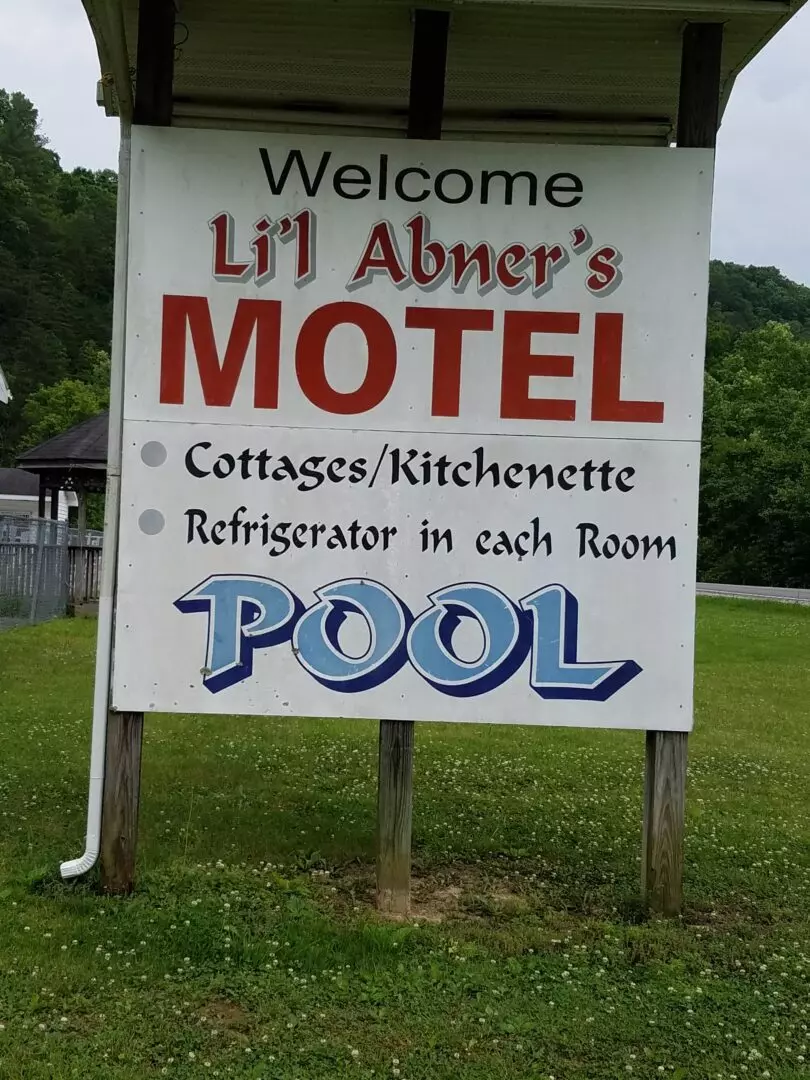 Welcome
Li'l Abner's
MOTEL
Cottages/Kitchenette
Refrigerator in each Room
POOL